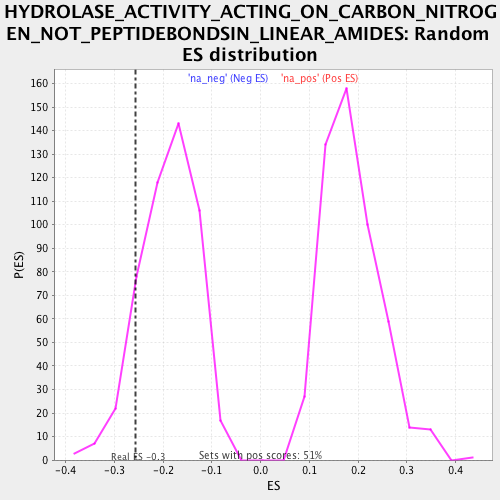 HYDROLASE_ACTIVITY_ACTING_ON_CARBON_NITROG
EN_NOT_PEPTIDEBONDSIN_LINEAR_AMIDES: Random
ES distribution
'na_neg' (Neg ES) 'na_pos' (Pos ES)
160
150
140
130
120
110
100
90
80
70
60
50
40
30
20
10
0
P(ES)
Real ES -0.3 Sets with pos scores: 51%
-0.4 -0.3 -0.2 -0.1 0.0 0.1 0.2 0.3 0.4
ES